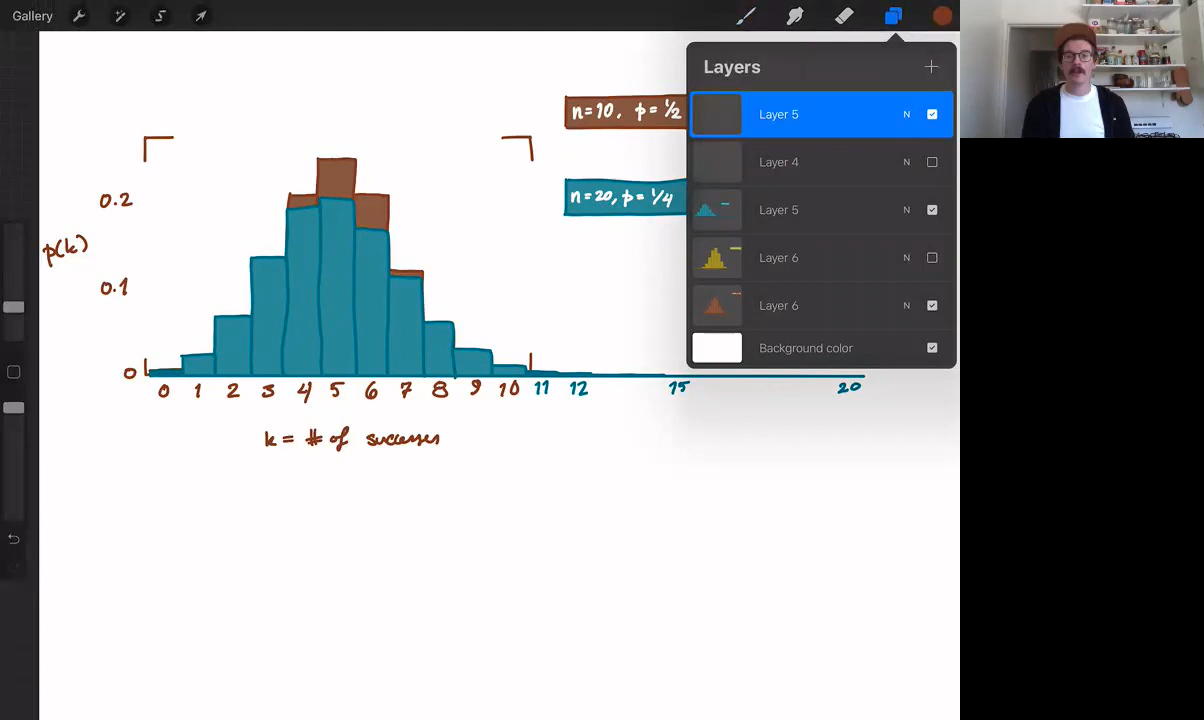 Gallery
Layers
Layer 5 N
Layer 4 N
Layer 5 N
Layer 6 N
Layer 6 N
Background color
n=10, p=1/2
n=20, p=1/4
0.2
p(k)
0.1
0
0 1 2 3 4 5 6 7 8 9 10 11 12 15 20
k = # of successes